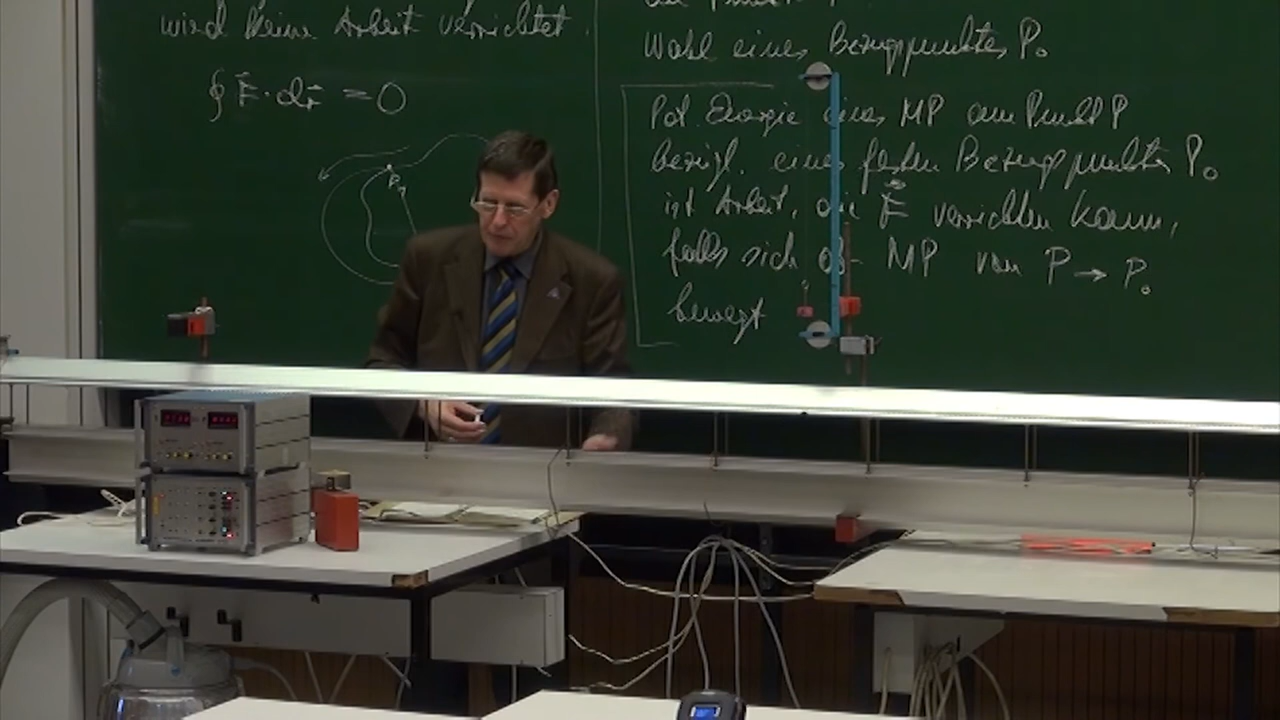 wird keine Arbeit verrichtet.
∮ F⃗ · dr⃗ = 0
P₁
Wahl eines Bezugspunktes P₀
Pot. Energie eines MP am Punkt P
bezügl. eines festen Bezugspunktes P₀
ist Arbeit, die F⃗ verrichten kann,
falls sich der MP von P → P₀
bewegt